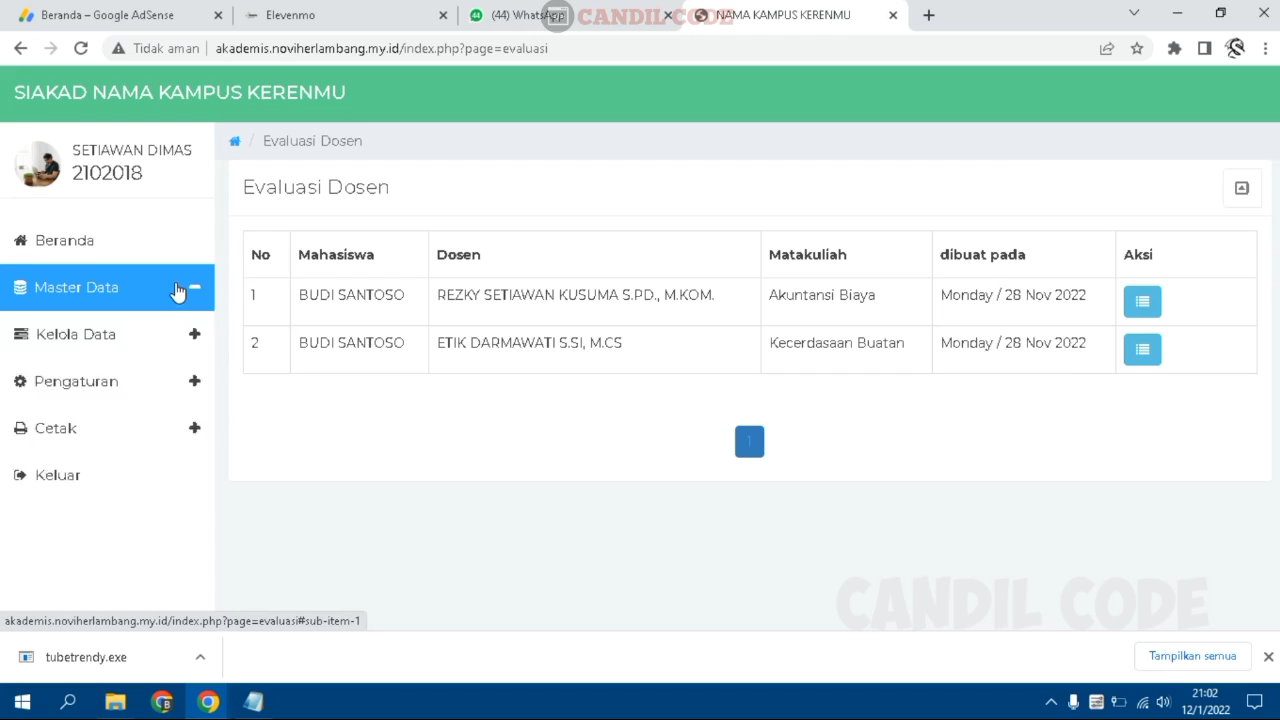 Beranda – Google AdSense
Elevenmo
44 (44) WhatsApp
CANDIL CODE
NAMA KAMPUS KERENMU
Tidak aman
akademis.noviherlambang.my.id/index.php?page=evaluasi
SIAKAD NAMA KAMPUS KERENMU
SETIAWAN DIMAS
2102018
Beranda
Master Data
Kelola Data
Pengaturan
Cetak
Keluar
/ Evaluasi Dosen
Evaluasi Dosen
No Mahasiswa Dosen Matakuliah dibuat pada Aksi
1 BUDI SANTOSO REZKY SETIAWAN KUSUMA S.PD., M.KOM. Akuntansi Biaya Monday / 28 Nov 2022
2 BUDI SANTOSO ETIK DARMAWATI S.SI, M.CS Kecerdasaan Buatan Monday / 28 Nov 2022
1
CANDIL CODE
akademis.noviherlambang.my.id/index.php?page=evaluasi#sub-item-1
tubetrendy.exe
Tampilkan semua
B
21:02
12/1/2022